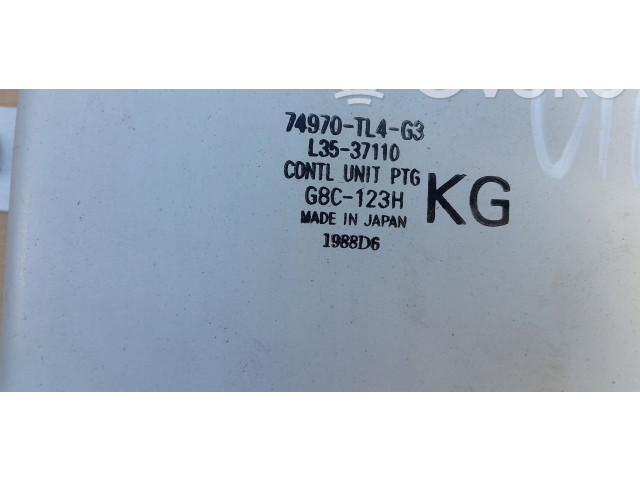 74970-TL4-G3
L35-37110
CONTL UNIT PTG
G8C-123H
KG
MADE IN JAPAN
1988D6